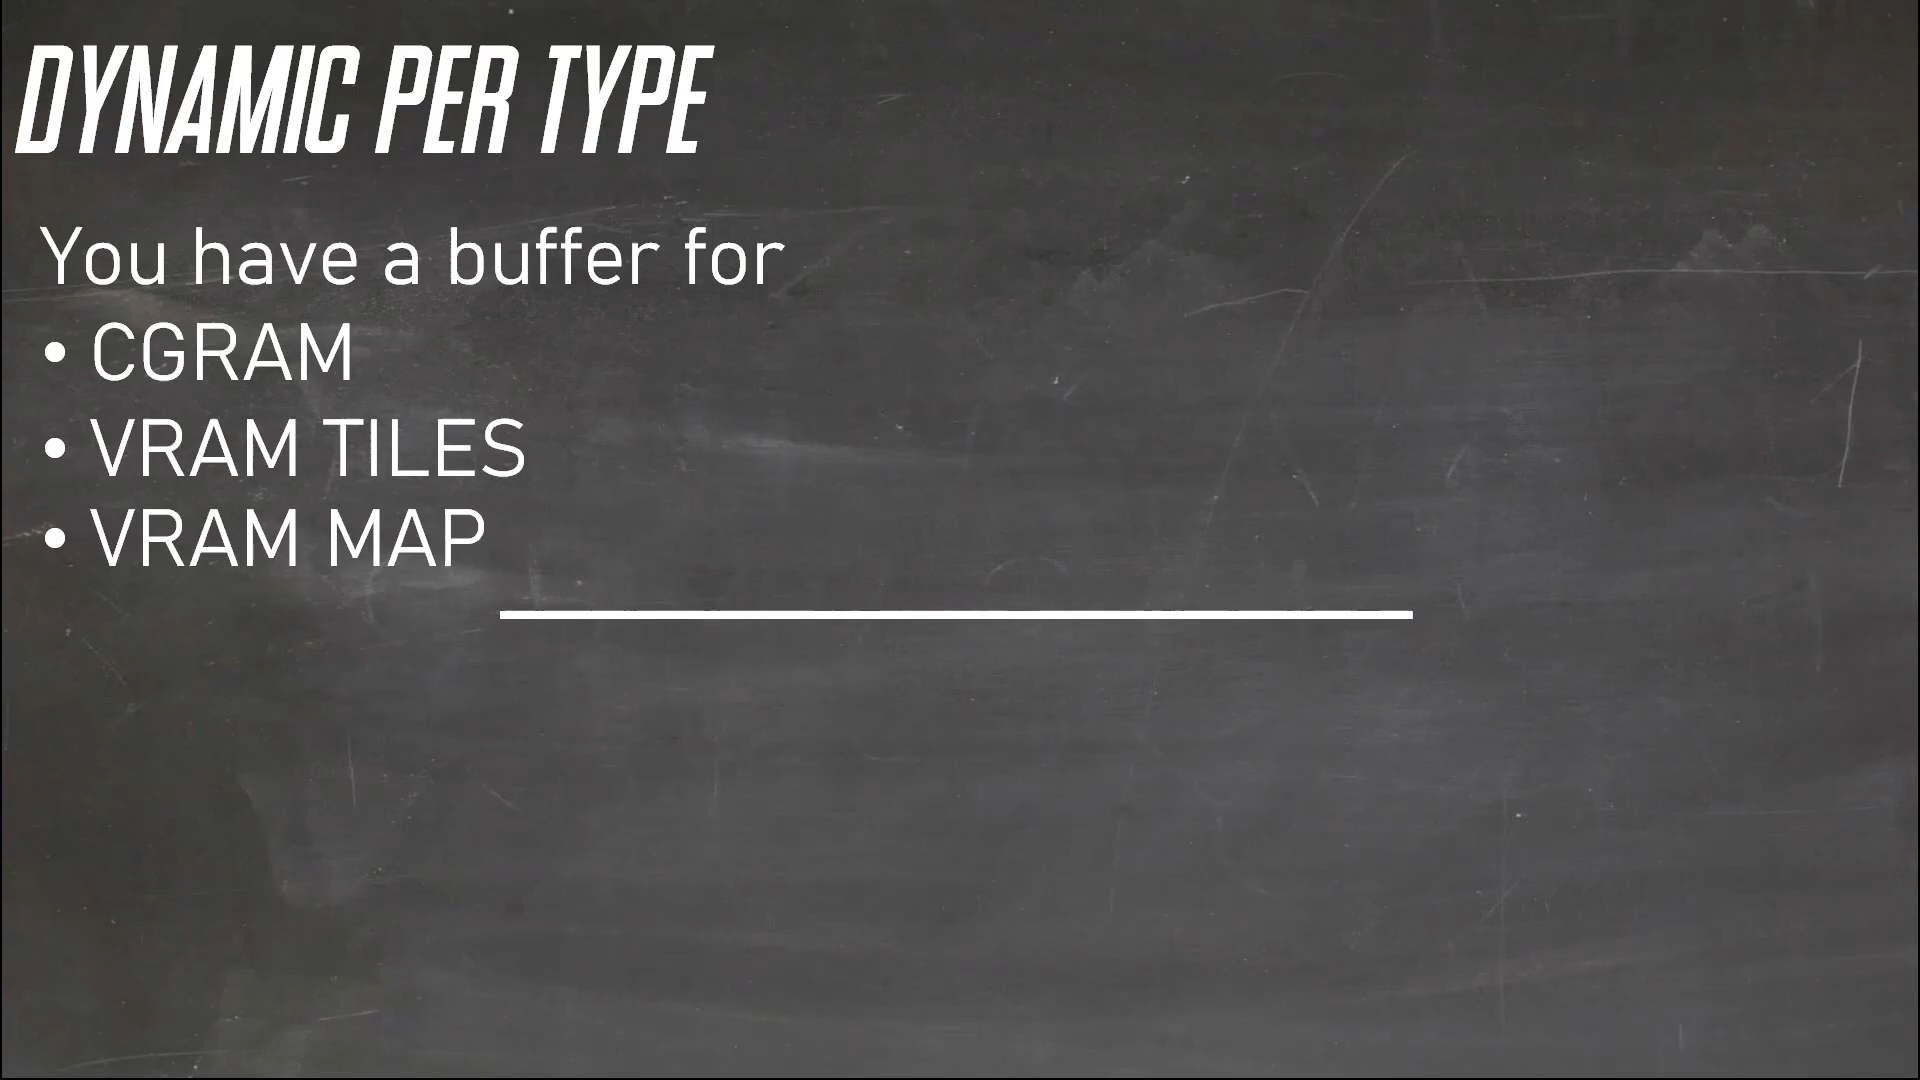 DYNAMIC PER TYPE
You have a buffer for
• CGRAM
• VRAM TILES
• VRAM MAP